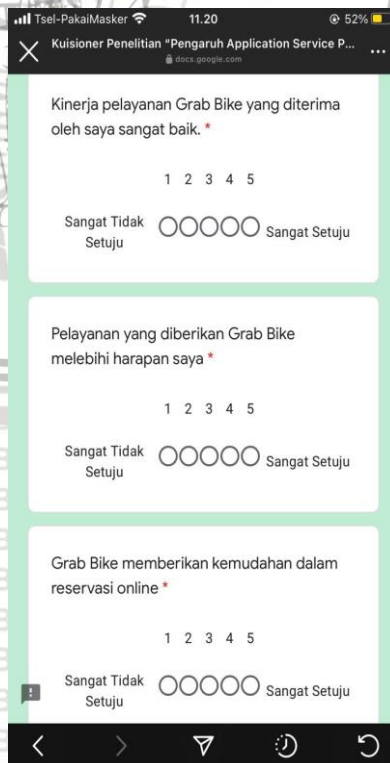 Tsel-PakaiMasker 11.20 52%
Kuisioner Penelitian "Pengaruh Application Service P...
docs.google.com
Kinerja pelayanan Grab Bike yang diterima
oleh saya sangat baik. *
1 2 3 4 5
Sangat Tidak
Setuju
Sangat Setuju
Pelayanan yang diberikan Grab Bike
melebihi harapan saya *
1 2 3 4 5
Sangat Tidak
Setuju
Sangat Setuju
Grab Bike memberikan kemudahan dalam
reservasi online *
1 2 3 4 5
Sangat Tidak
Setuju
Sangat Setuju